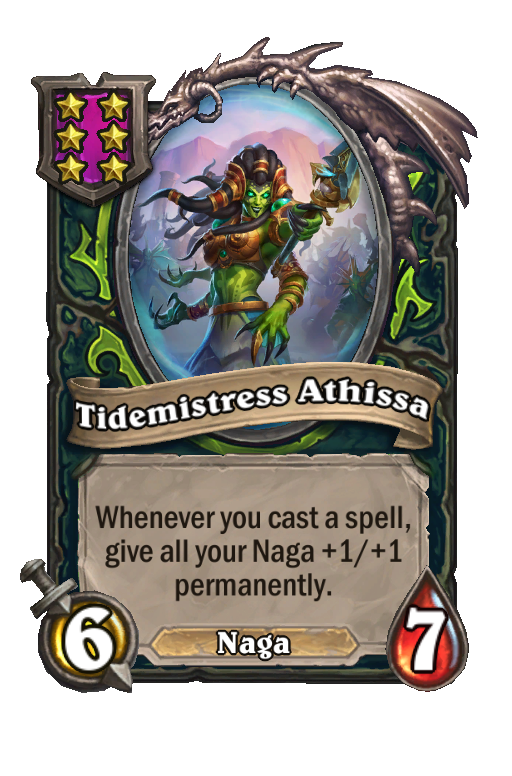 Tidemistress Athissa
Whenever you cast a spell,
give all your Naga +1/+1
permanently.
6
Naga
7